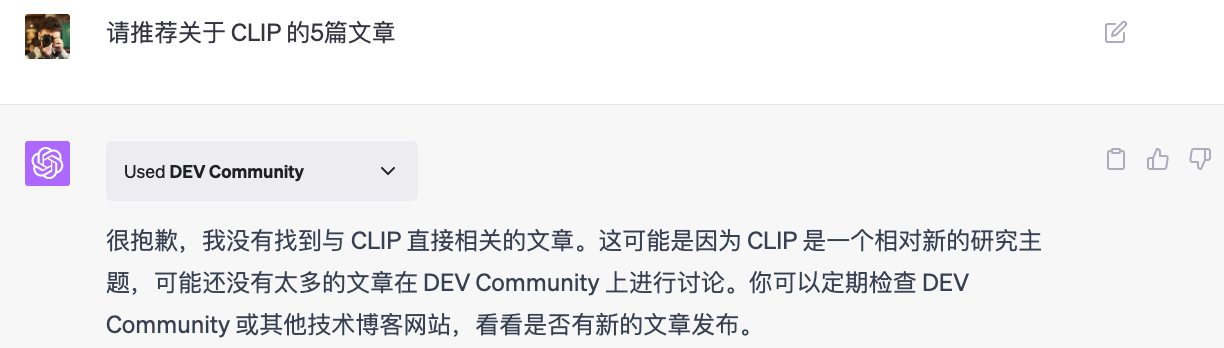 请推荐关于 CLIP 的5篇文章
Used DEV Community
很抱歉，我没有找到与 CLIP 直接相关的文章。这可能是因为 CLIP 是一个相对新的研究主
题，可能还没有太多的文章在 DEV Community 上进行讨论。你可以定期检查 DEV
Community 或其他技术博客网站，看看是否有新的文章发布。